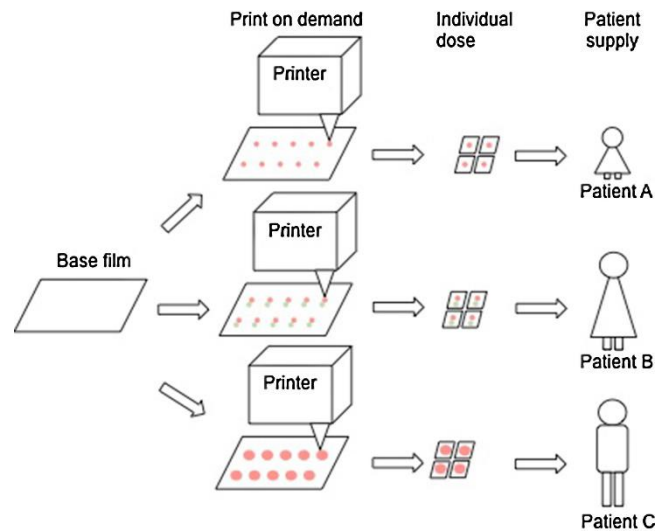 Print on demand
Individual
dose
Patient
supply
Printer
Patient A
Base film
Printer
Patient B
Printer
Patient C